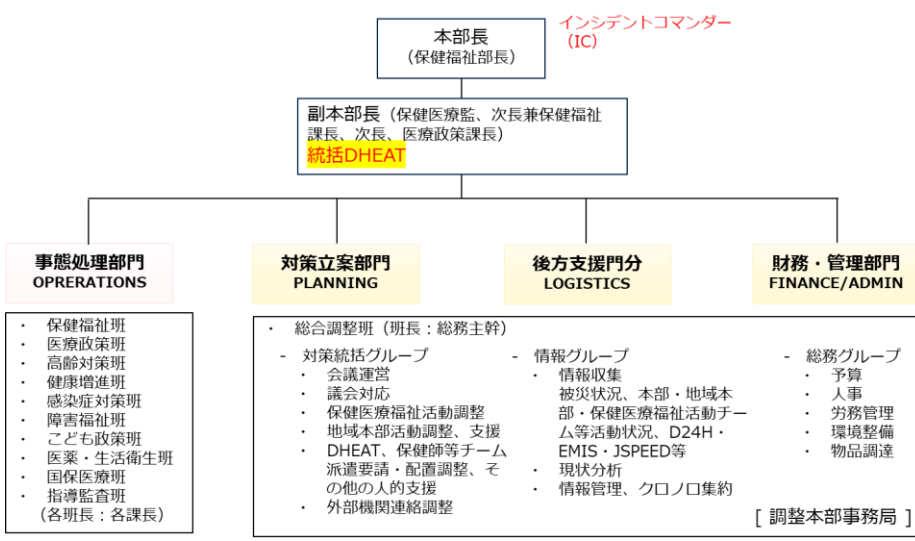 本部長
（保健福祉部長）
インシデントコマンダー
（IC）
副本部長（保健医療監、次長兼保健福祉
課長、次長、医療政策課長）
統括DHEAT
事態処理部門
OPRERATIONS
対策立案部門
PLANNING
後方支援門分
LOGISTICS
財務・管理部門
FINANCE/ADMIN
・ 保健福祉班
・ 医療政策班
・ 高齢対策班
・ 健康増進班
・ 感染症対策班
・ 障害福祉班
・ こども政策班
・ 医薬・生活衛生班
・ 国保医療班
・ 指導監査班
（各班長：各課長）
・ 総合調整班（班長：総務主幹）
- 対策統括グループ
・ 会議運営
・ 議会対応
・ 保健医療福祉活動調整
・ 地域本部活動調整、支援
・ DHEAT、保健師等チーム
派遣要請・配置調整、そ
の他の人的支援
・ 外部機関連絡調整
- 情報グループ
・ 情報収集
被災状況、本部・地域本
部・保健医療福祉活動チー
ム等活動状況、D24H・
EMIS・JSPEED等
・ 現状分析
・ 情報管理、クロノロ集約
- 総務グループ
・ 予算
・ 人事
・ 労務管理
・ 環境整備
・ 物品調達
[ 調整本部事務局 ]